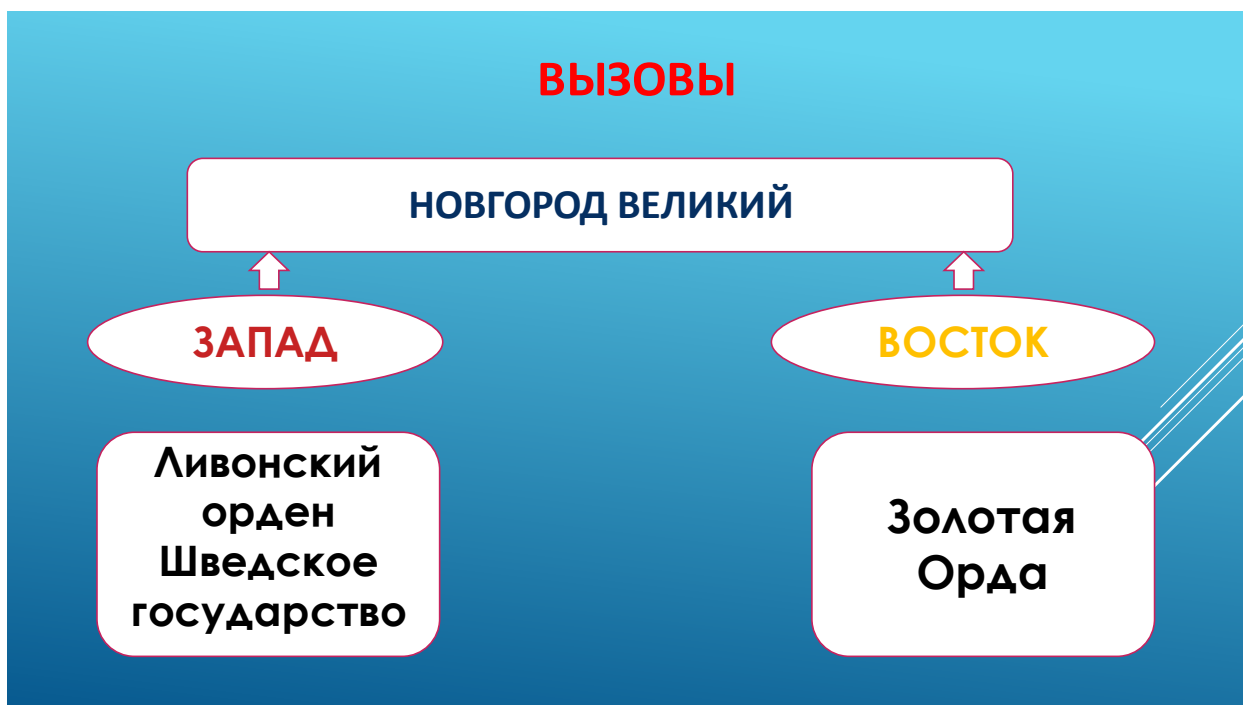 ВЫЗОВЫ
НОВГОРОД ВЕЛИКИЙ
ЗАПАД
ВОСТОК
Ливонский
орден
Шведское
государство
Золотая
Орда